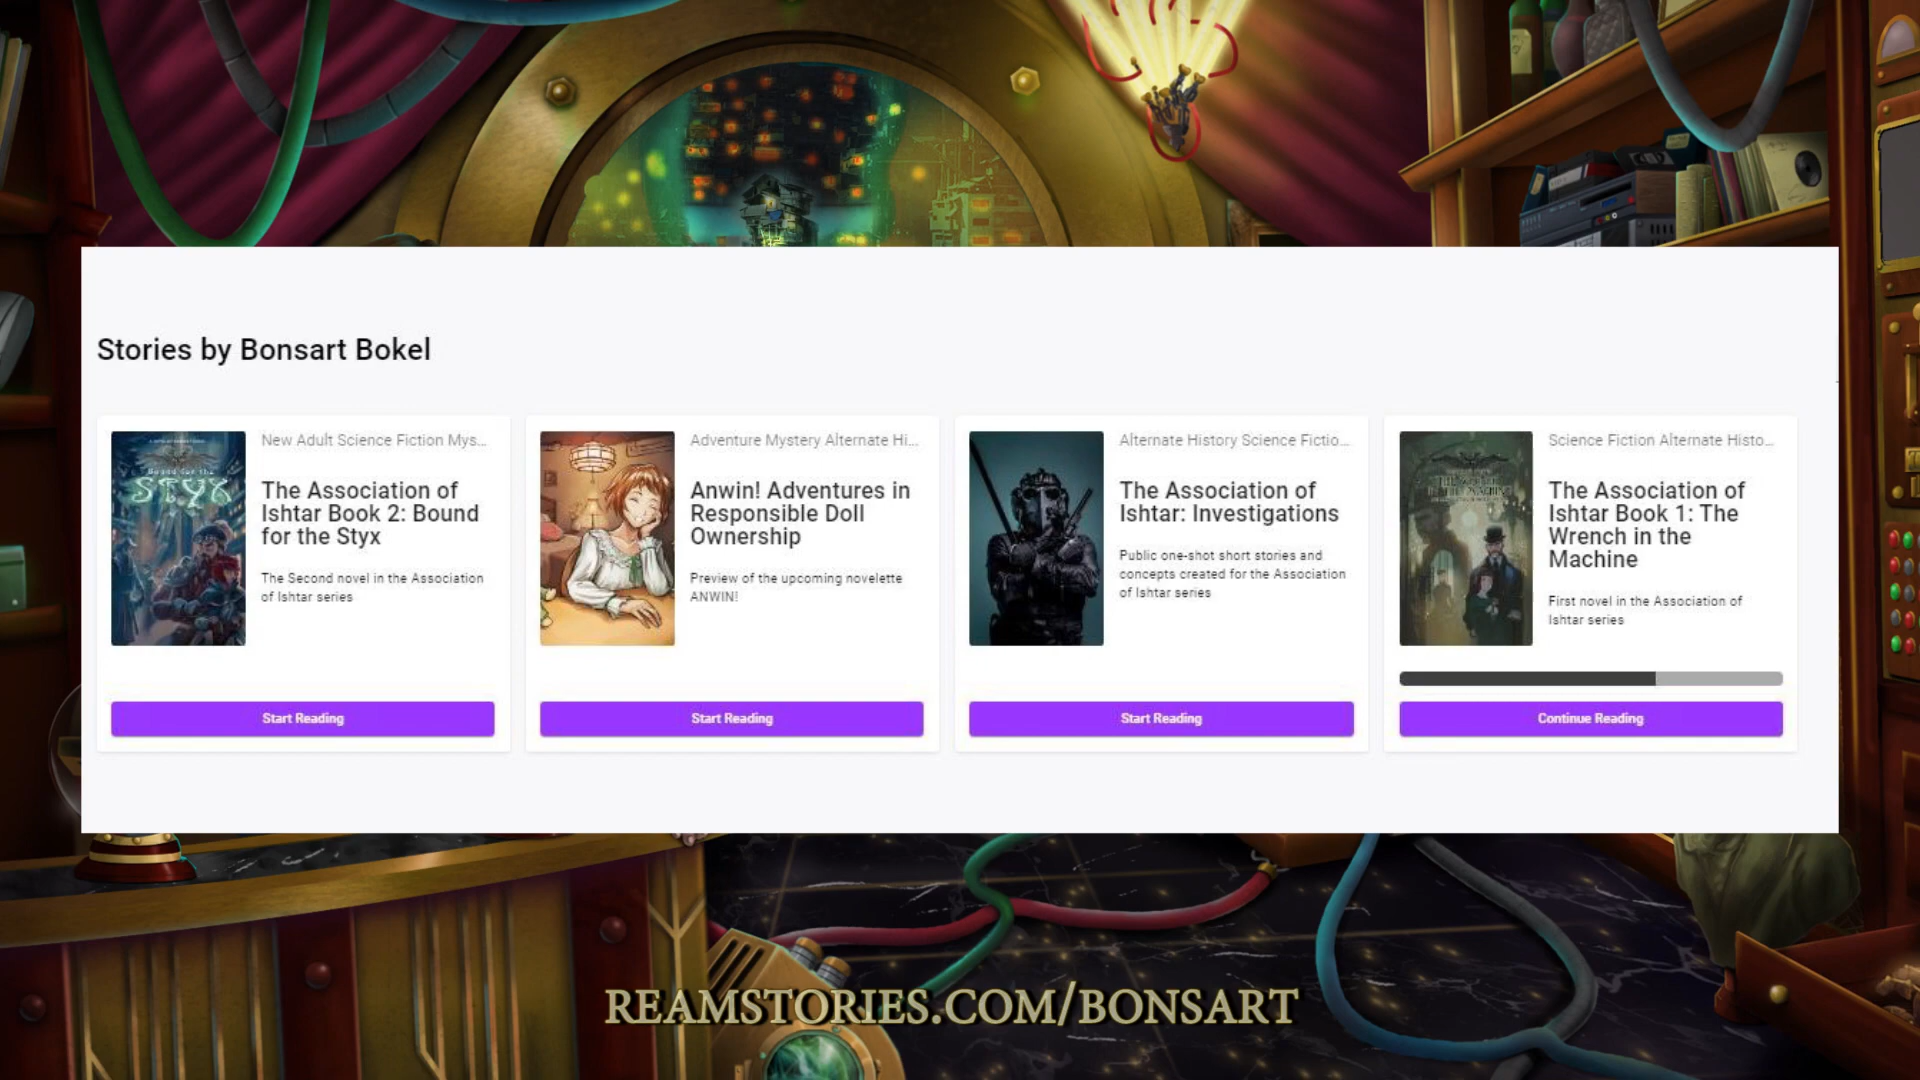 Stories by Bonsart Bokel
Bound for the
STYX
New Adult Science Fiction Mys...
The Association of
Ishtar Book 2: Bound
for the Styx
The Second novel in the Association
of Ishtar series
Start Reading
Adventure Mystery Alternate Hi...
Anwin! Adventures in
Responsible Doll
Ownership
Preview of the upcoming novelette
ANWIN!
Start Reading
Alternate History Science Fictio...
The Association of
Ishtar: Investigations
Public one-shot short stories and
concepts created for the Association
of Ishtar series
Start Reading
Science Fiction Alternate Histo...
The Association of
Ishtar Book 1: The
Wrench in the
Machine
First novel in the Association of
Ishtar series
Continue Reading
REAMSTORIES.COM/BONSART